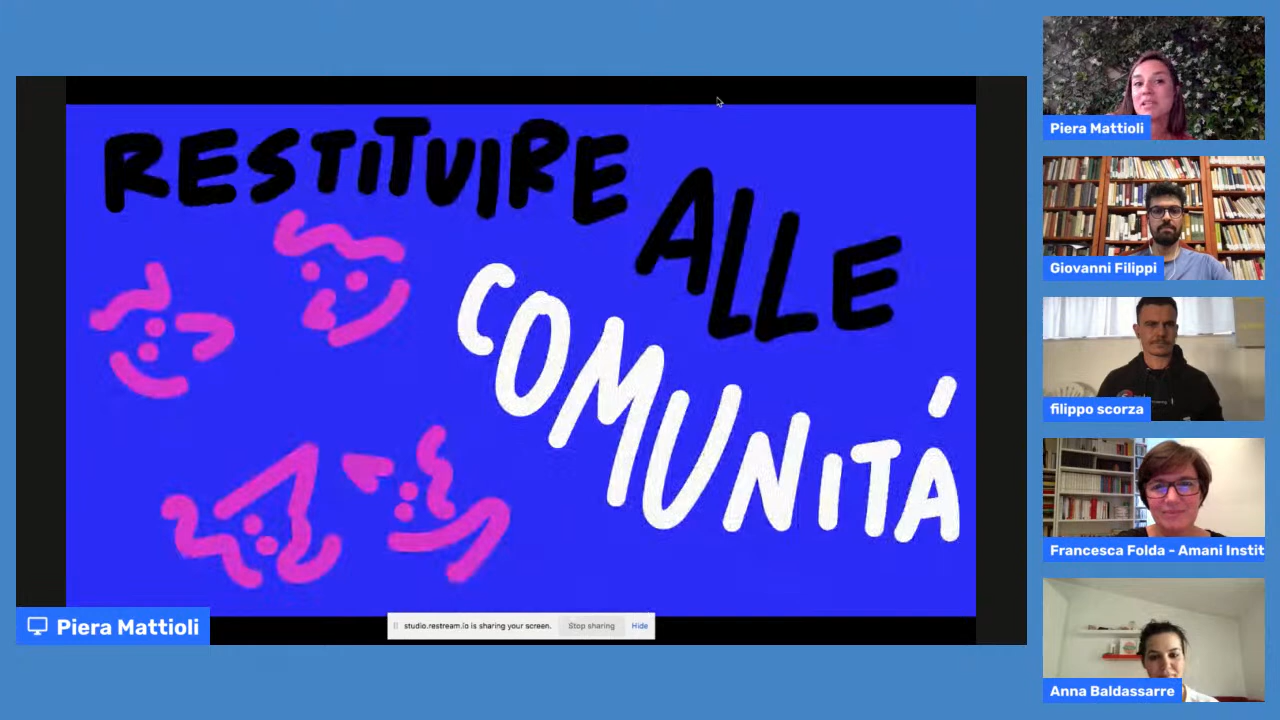 RESTITUIRE ALLE
COMUNITÁ
Piera Mattioli
studio.restream.io is sharing your screen.
Stop sharing
Hide
Piera Mattioli
Giovanni Filippi
filippo scorza
Francesca Folda - Amani Instit
Anna Baldassarre